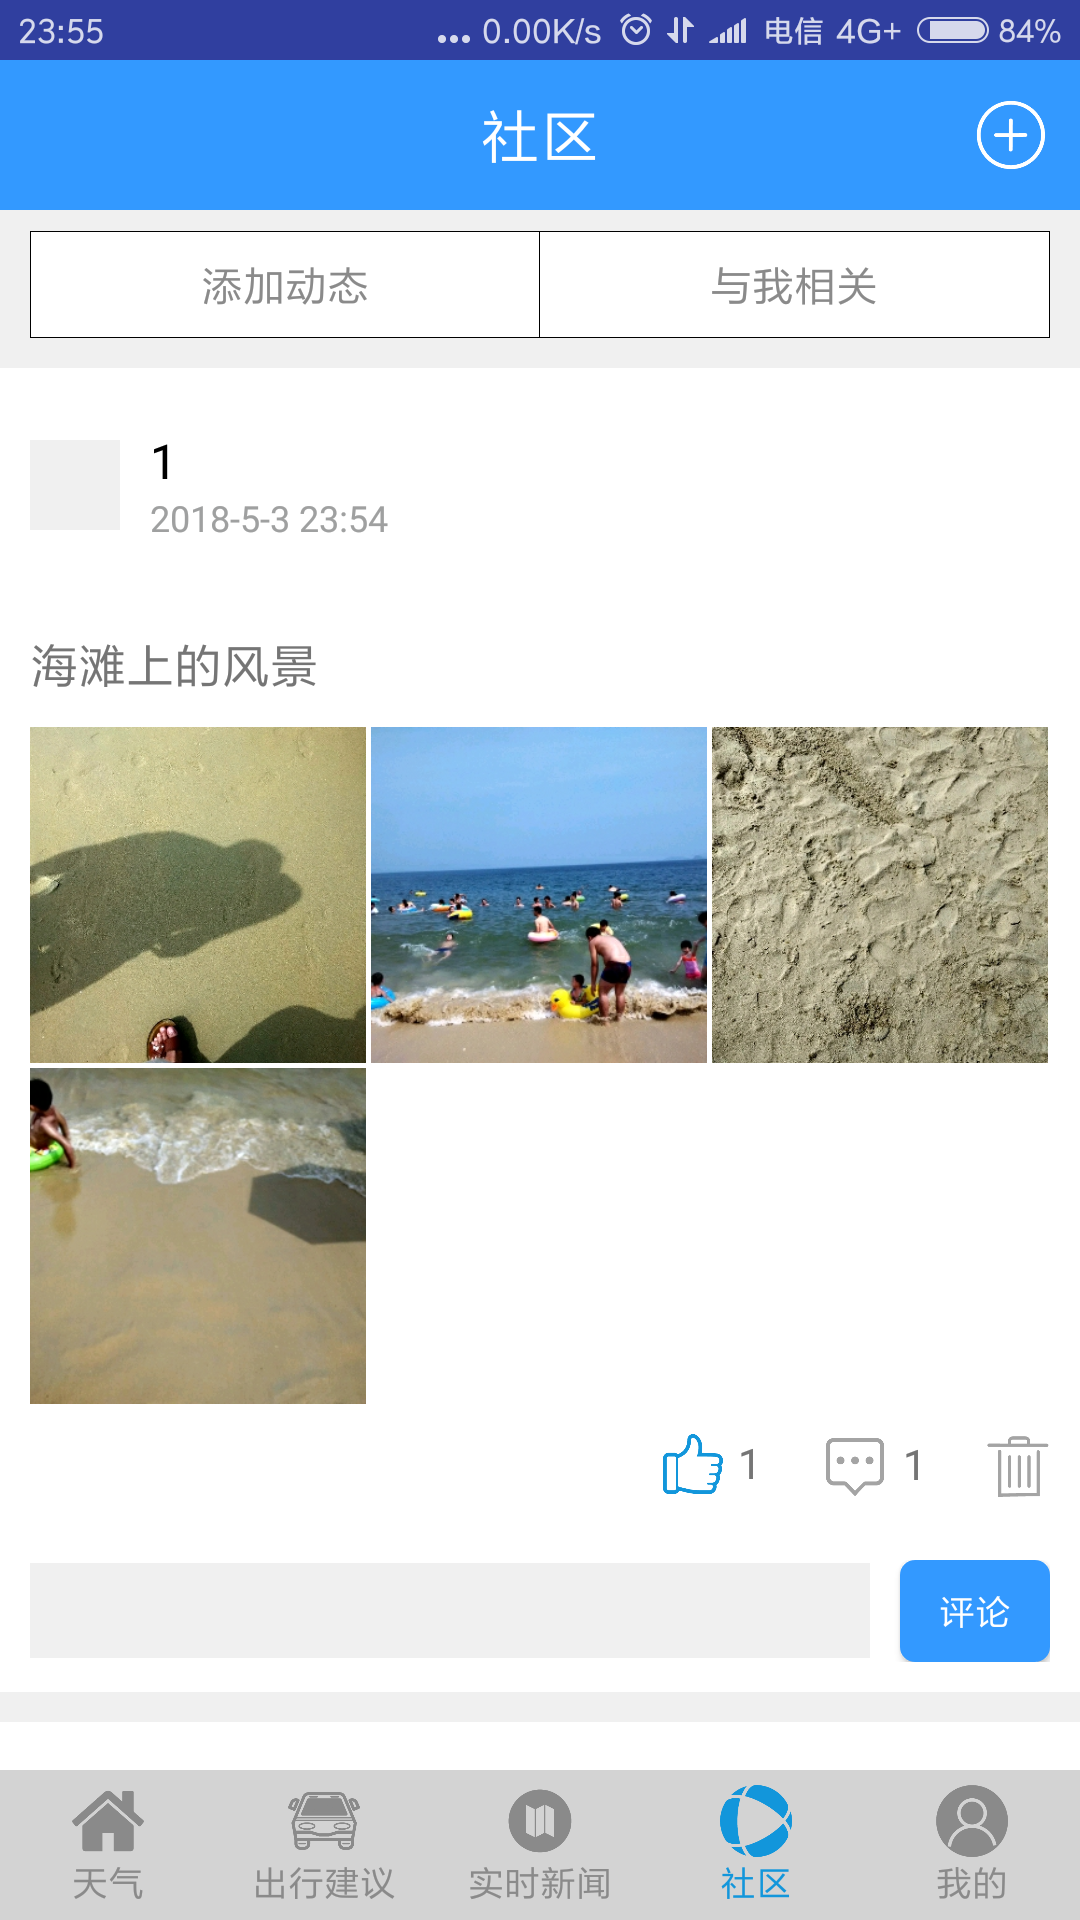 23:55 ... 0.00K/s 电信 4G+ 84%
社区
添加动态 与我相关
1
2018-5-3 23:54
海滩上的风景
1 1
评论
天气 出行建议 实时新闻 社区 我的